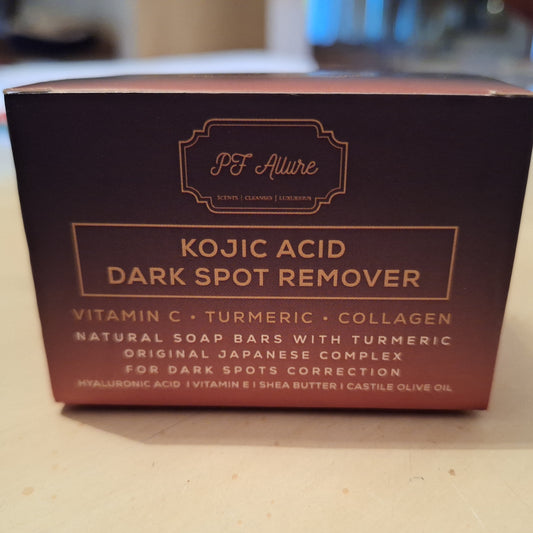 PF Allure
SCENTS | CLEANSES | LUXURIOUS
KOJIC ACID
DARK SPOT REMOVER
VITAMIN C • TURMERIC • COLLAGEN
NATURAL SOAP BARS WITH TURMERIC
ORIGINAL JAPANESE COMPLEX
FOR DARK SPOTS CORRECTION
HYALURONIC ACID | VITAMIN E | SHEA BUTTER | CASTILE OLIVE OIL